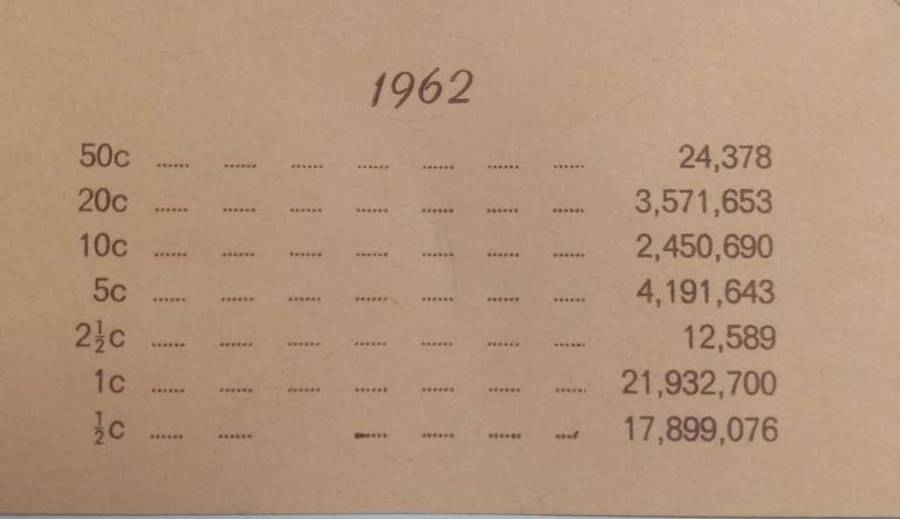 1962
50c ...... ...... ...... ...... ...... ...... ...... 24,378
20c ...... ...... ...... ...... ...... ...... ...... 3,571,653
10c ...... ...... ...... ...... ...... ...... ...... 2,450,690
5c ...... ...... ...... ...... ...... ...... ...... 4,191,643
2½c ...... ...... ...... ...... ...... ...... ...... 12,589
1c ...... ...... ...... ...... ...... ...... ...... 21,932,700
½c ...... ...... ...... ...... ...... ...... 17,899,076